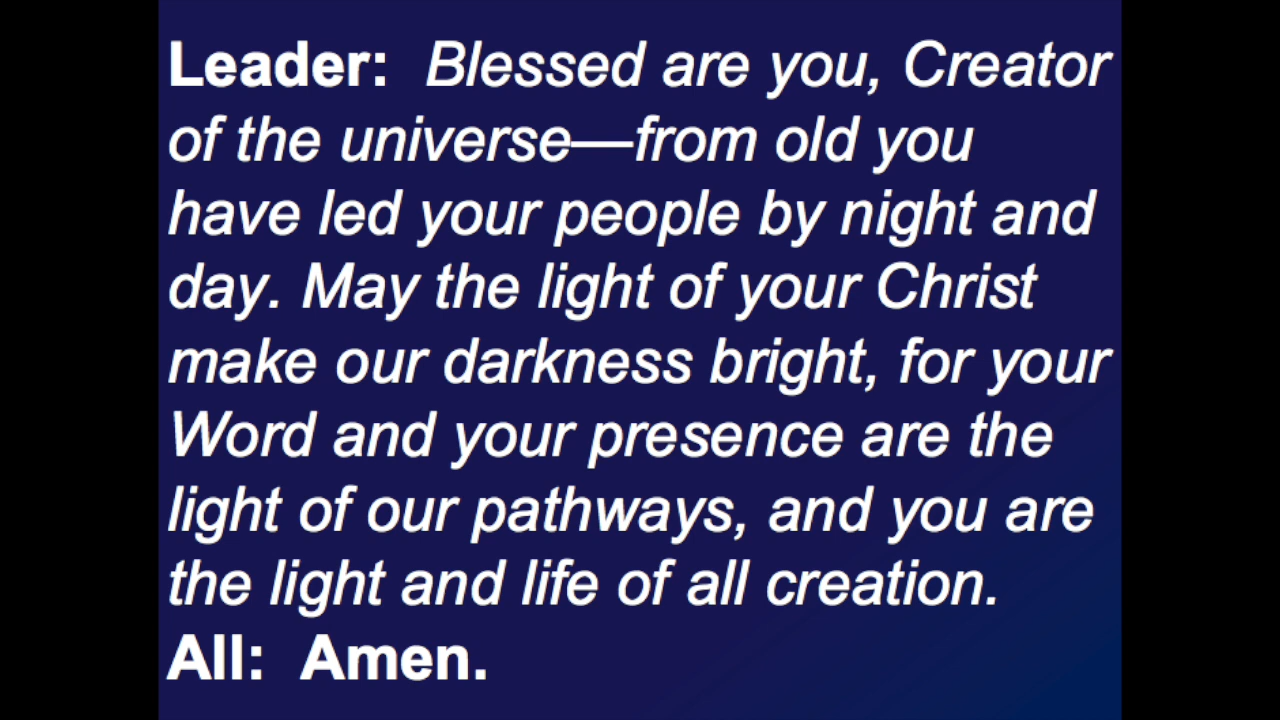 Leader: Blessed are you, Creator
of the universe—from old you
have led your people by night and
day. May the light of your Christ
make our darkness bright, for your
Word and your presence are the
light of our pathways, and you are
the light and life of all creation.
All: Amen.